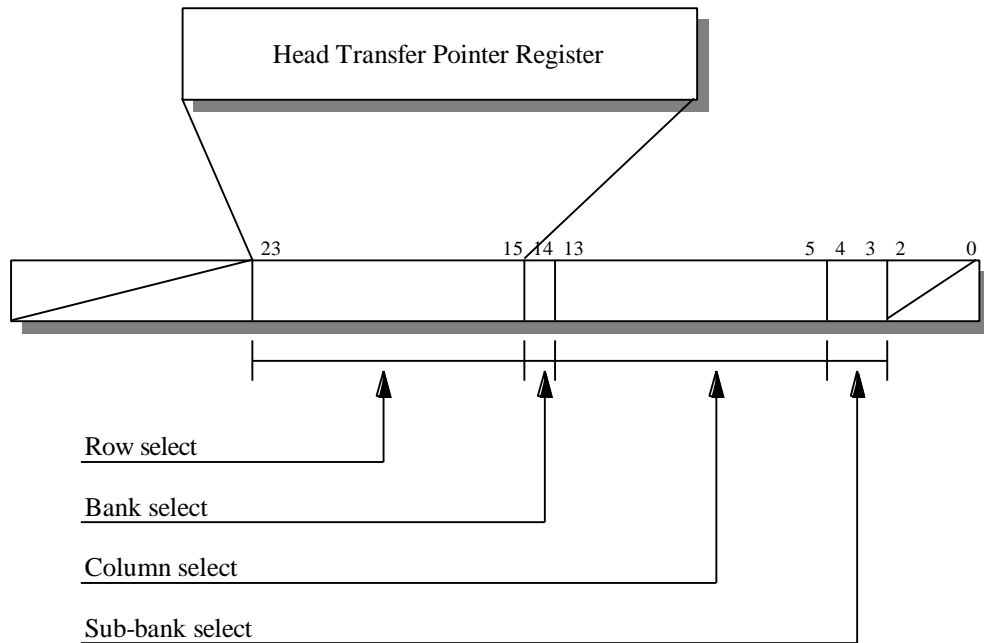 Head Transfer Pointer Register
23 15 14 13 5 4 3 2 0
Row select
Bank select
Column select
Sub-bank select